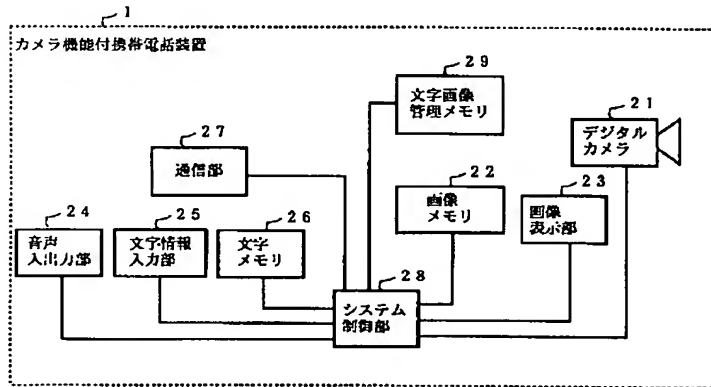 1
カメラ機能付携帯電話装置
29
文字画像
管理メモリ
21
デジタル
カメラ
27
通信部
22
画像
メモリ
23
画像
表示部
24
音声
入出力部
25
文字情報
入力部
26
文字
メモリ
28
システム
制御部